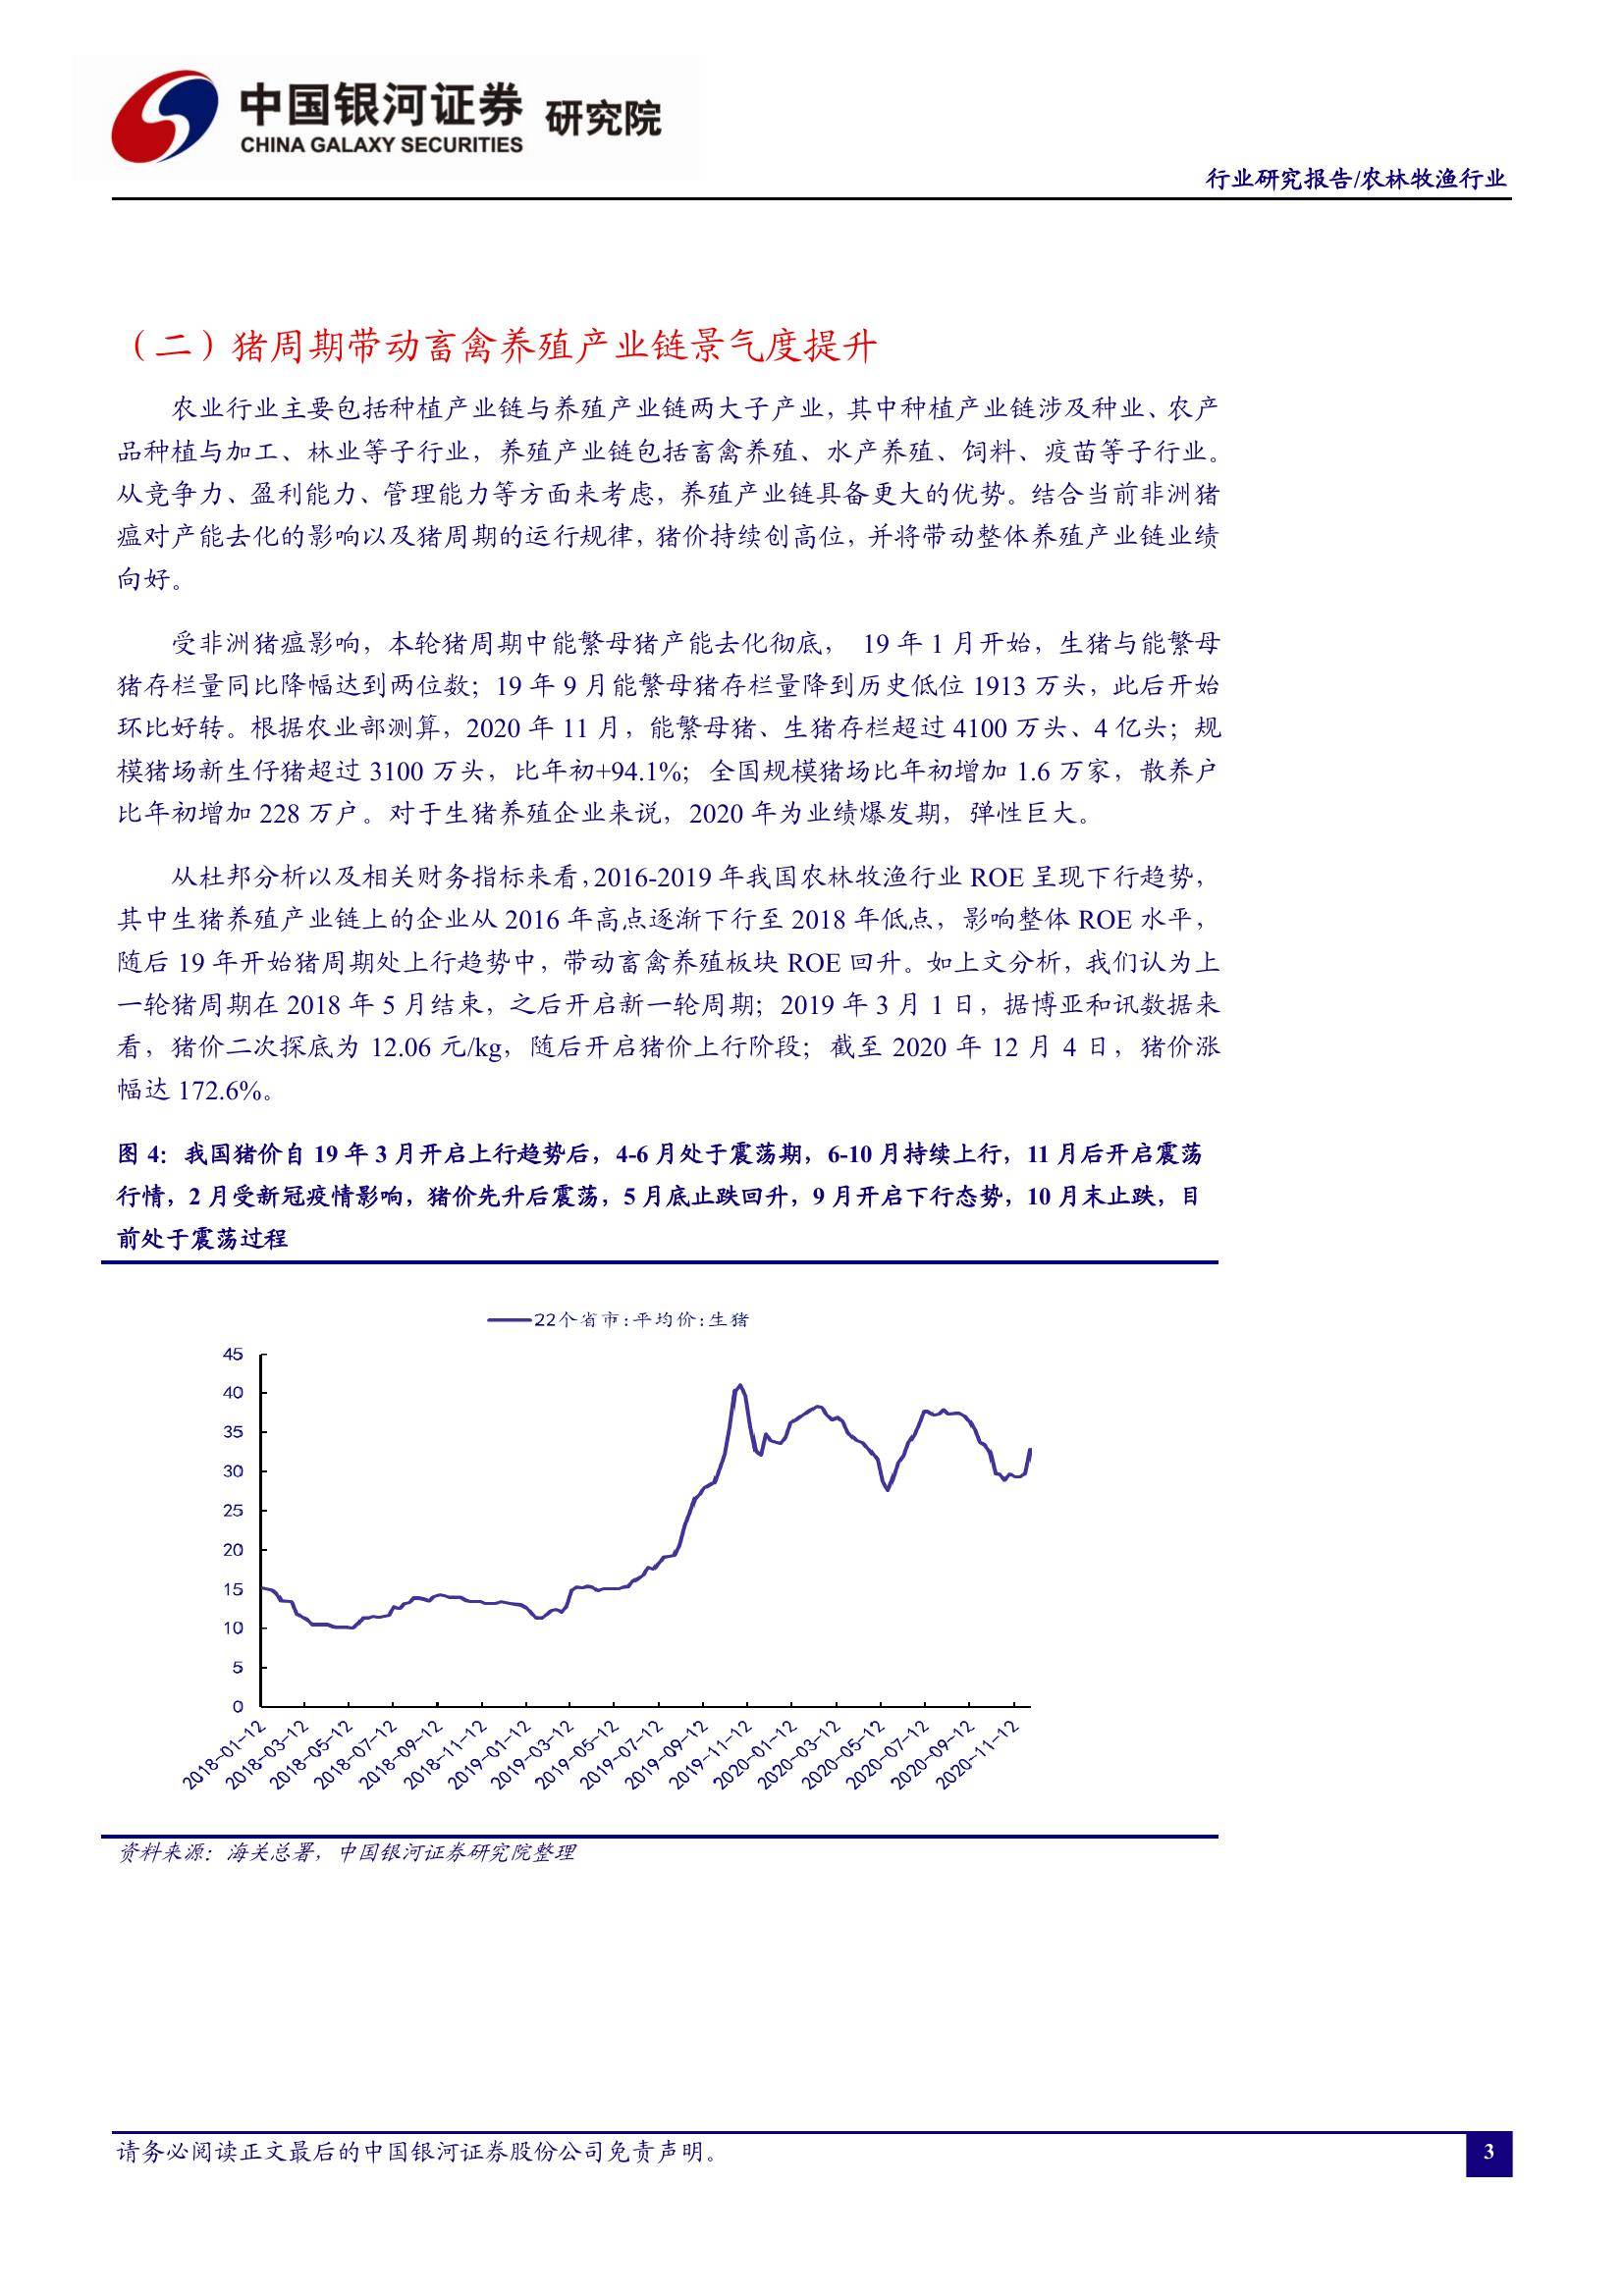 中国银河证券 研究院
CHINA GALAXY SECURITIES
行业研究报告/农林牧渔行业
（二）猪周期带动畜禽养殖产业链景气度提升
农业行业主要包括种植产业链与养殖产业链两大子产业，其中种植产业链涉及种业、农产
品种植与加工、林业等子行业，养殖产业链包括畜禽养殖、水产养殖、饲料、疫苗等子行业。
从竞争力、盈利能力、管理能力等方面来考虑，养殖产业链具备更大的优势。结合当前非洲猪
瘟对产能去化的影响以及猪周期的运行规律，猪价持续创高位，并将带动整体养殖产业链业绩
向好。
受非洲猪瘟影响，本轮猪周期中能繁母猪产能去化彻底， 19 年 1 月开始，生猪与能繁母
猪存栏量同比降幅达到两位数；19 年 9 月能繁母猪存栏量降到历史低位 1913 万头，此后开始
环比好转。根据农业部测算，2020 年 11 月，能繁母猪、生猪存栏超过 4100 万头、4 亿头；规
模猪场新生仔猪超过 3100 万头，比年初+94.1%；全国规模猪场比年初增加 1.6 万家，散养户
比年初增加 228 万户。对于生猪养殖企业来说，2020 年为业绩爆发期，弹性巨大。
从杜邦分析以及相关财务指标来看，2016-2019 年我国农林牧渔行业 ROE 呈现下行趋势，
其中生猪养殖产业链上的企业从 2016 年高点逐渐下行至 2018 年低点，影响整体 ROE 水平，
随后 19 年开始猪周期处上行趋势中，带动畜禽养殖板块 ROE 回升。如上文分析，我们认为上
一轮猪周期在 2018 年 5 月结束，之后开启新一轮周期；2019 年 3 月 1 日，据博亚和讯数据来
看，猪价二次探底为 12.06 元/kg，随后开启猪价上行阶段；截至 2020 年 12 月 4 日，猪价涨
幅达 172.6%。
图 4：我国猪价自 19 年 3 月开启上行趋势后，4-6 月处于震荡期，6-10 月持续上行，11 月后开启震荡
行情，2 月受新冠疫情影响，猪价先升后震荡，5 月底止跌回升，9 月开启下行态势，10 月末止跌，目
前处于震荡过程
22个省市:平均价:生猪
45
40
35
30
25
20
15
10
5
0
2018-01-12
2018-03-12
2018-05-12
2018-07-12
2018-09-12
2018-11-12
2019-01-12
2019-03-12
2019-05-12
2019-07-12
2019-09-12
2019-11-12
2020-01-12
2020-03-12
2020-05-12
2020-07-12
2020-09-12
2020-11-12
资料来源：海关总署，中国银河证券研究院整理
请务必阅读正文最后的中国银河证券股份公司免责声明。
3